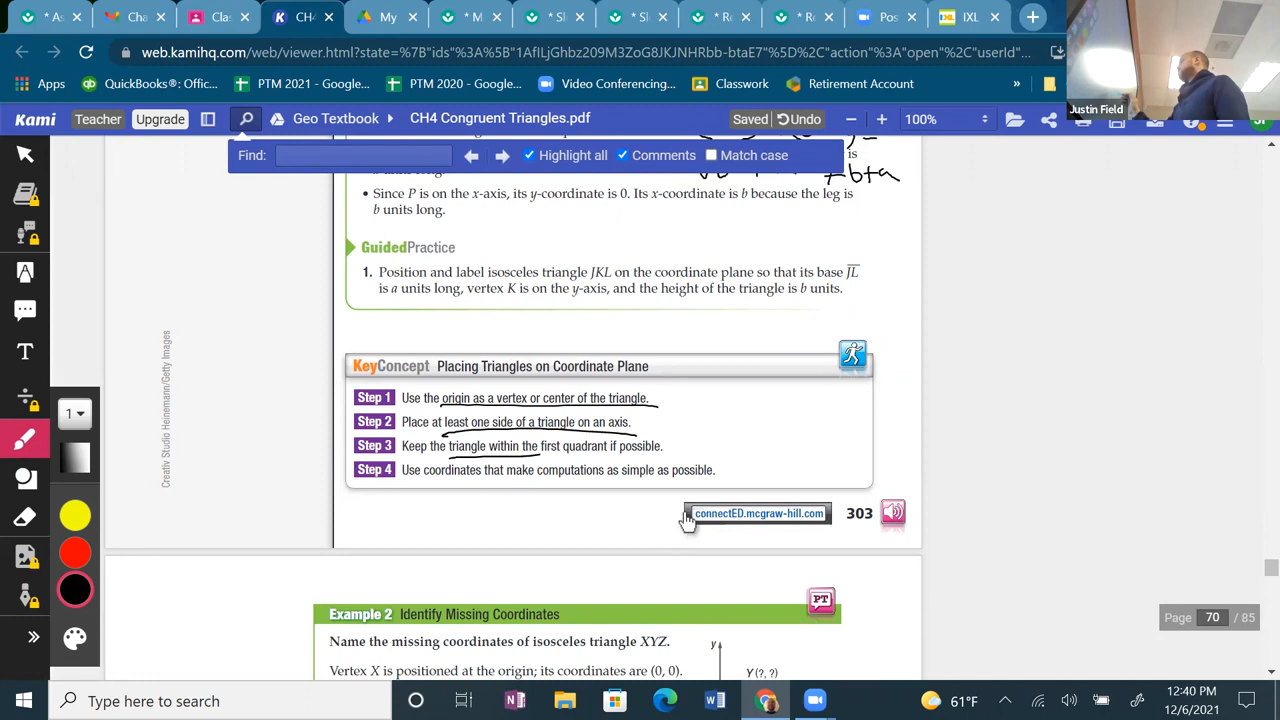 CH4
My
IXL
web.kamihq.com/web/viewer.html?state=%7B"ids"%3A%5B"1AflLjGhbz209M3ZoG8JKJNHRbb-btaE7"%5D%2C"action"%3A"open"%2C"userId"...
Apps
QuickBooks®: Offic...
PTM 2021 - Google...
PTM 2020 - Google...
Video Conferencing...
Classwork
Retirement Account
»
Justin Field
Kami
Teacher
Upgrade
Geo Textbook
CH4 Congruent Triangles.pdf
Saved
Undo
100%
Find:
Highlight all
Comments
Match case
is
b+a
• Since P is on the x-axis, its y-coordinate is 0. Its x-coordinate is b because the leg is
b units long.
GuidedPractice
1. Position and label isosceles triangle JKL on the coordinate plane so that its base JL
is a units long, vertex K is on the y-axis, and the height of the triangle is b units.
KeyConcept Placing Triangles on Coordinate Plane
Step 1 Use the origin as a vertex or center of the triangle.
Step 2 Place at least one side of a triangle on an axis.
Step 3 Keep the triangle within the first quadrant if possible.
Step 4 Use coordinates that make computations as simple as possible.
Creativ Studio Heinemann/Getty Images
connectED.mcgraw-hill.com 303
1
PT
Example 2 Identify Missing Coordinates
Name the missing coordinates of isosceles triangle XYZ.
Vertex X is positioned at the origin; its coordinates are (0, 0).
y
Y(?, ?)
Page 70 / 85
Type here to search
61°F
12:40 PM
12/6/2021